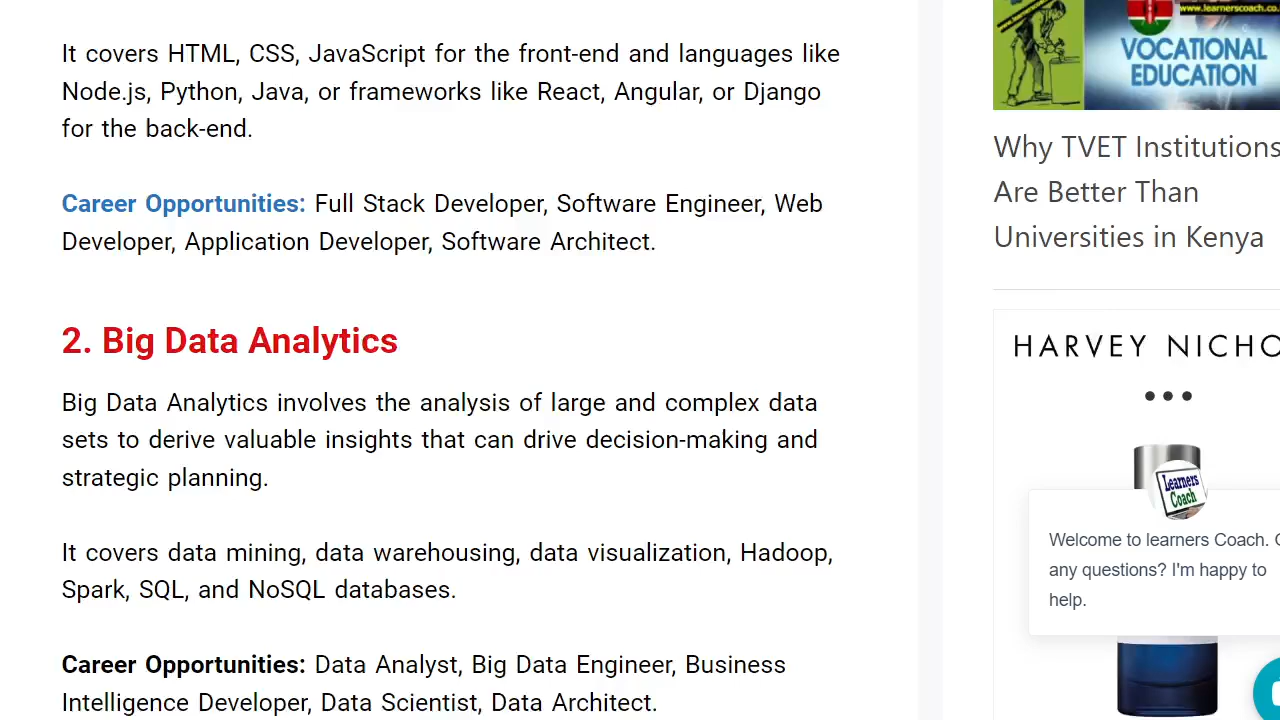 It covers HTML, CSS, JavaScript for the front-end and languages like
Node.js, Python, Java, or frameworks like React, Angular, or Django
for the back-end.
Career Opportunities: Full Stack Developer, Software Engineer, Web
Developer, Application Developer, Software Architect.
2. Big Data Analytics
Big Data Analytics involves the analysis of large and complex data
sets to derive valuable insights that can drive decision-making and
strategic planning.
It covers data mining, data warehousing, data visualization, Hadoop,
Spark, SQL, and NoSQL databases.
Career Opportunities: Data Analyst, Big Data Engineer, Business
Intelligence Developer, Data Scientist, Data Architect.
www.learnerscoach.co.
VOCATIONAL
EDUCATION
Why TVET Institutions
Are Better Than
Universities in Kenya
HARVEY NICHO
Learners
Coach
Welcome to learners Coach.
any questions? I'm happy to
help.